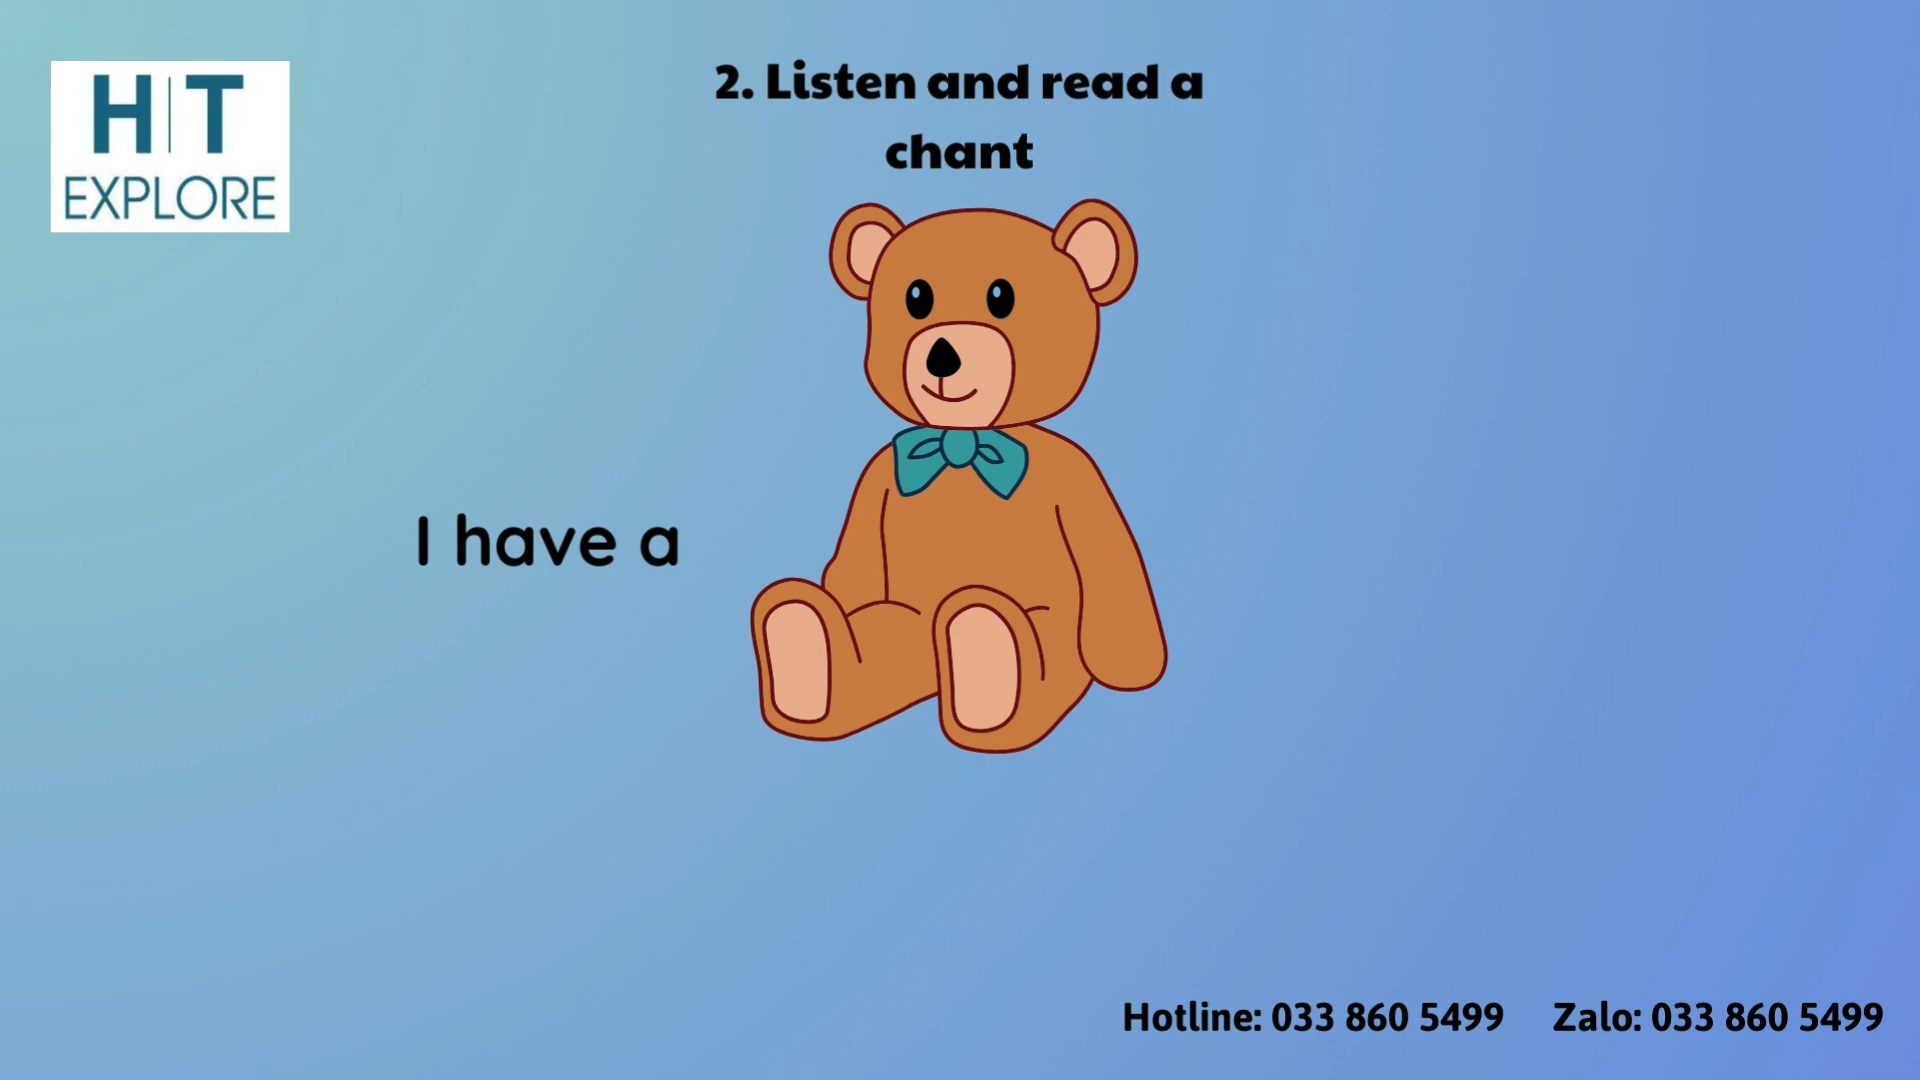 H|T
EXPLORE
2. Listen and read a
chant
I have a
Hotline: 033 860 5499 Zalo: 033 860 5499